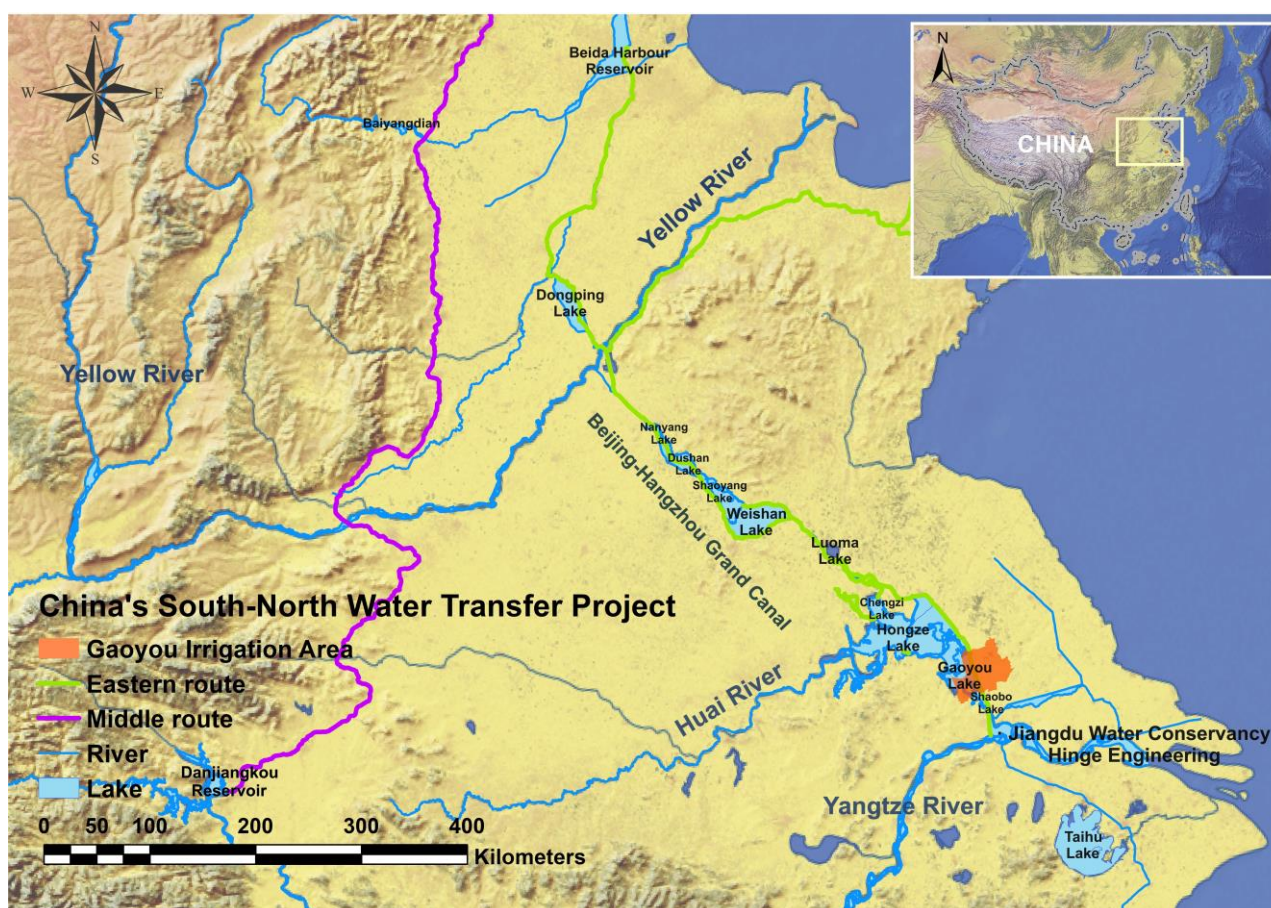 N
W
E
S
Beida Harbour
Reservoir
Baiyangdian
N
CHINA
Yellow River
Dongping
Lake
Yellow River
Nanyang
Lake
Dushan
Lake
Shaoyang
Lake
Weishan
Lake
Beijing-Hangzhou Grand Canal
Luoma
Lake
Chengzi
Lake
Hongze
Lake
Gaoyou
Lake
Shaobo
Lake
Huai River
Jiangdu Water Conservancy
Hinge Engineering
Yangtze River
Taihu
Lake
Danjiangkou
Reservoir
China's South-North Water Transfer Project
Gaoyou Irrigation Area
Eastern route
Middle route
River
Lake
0 50 100 200 300 400
Kilometers